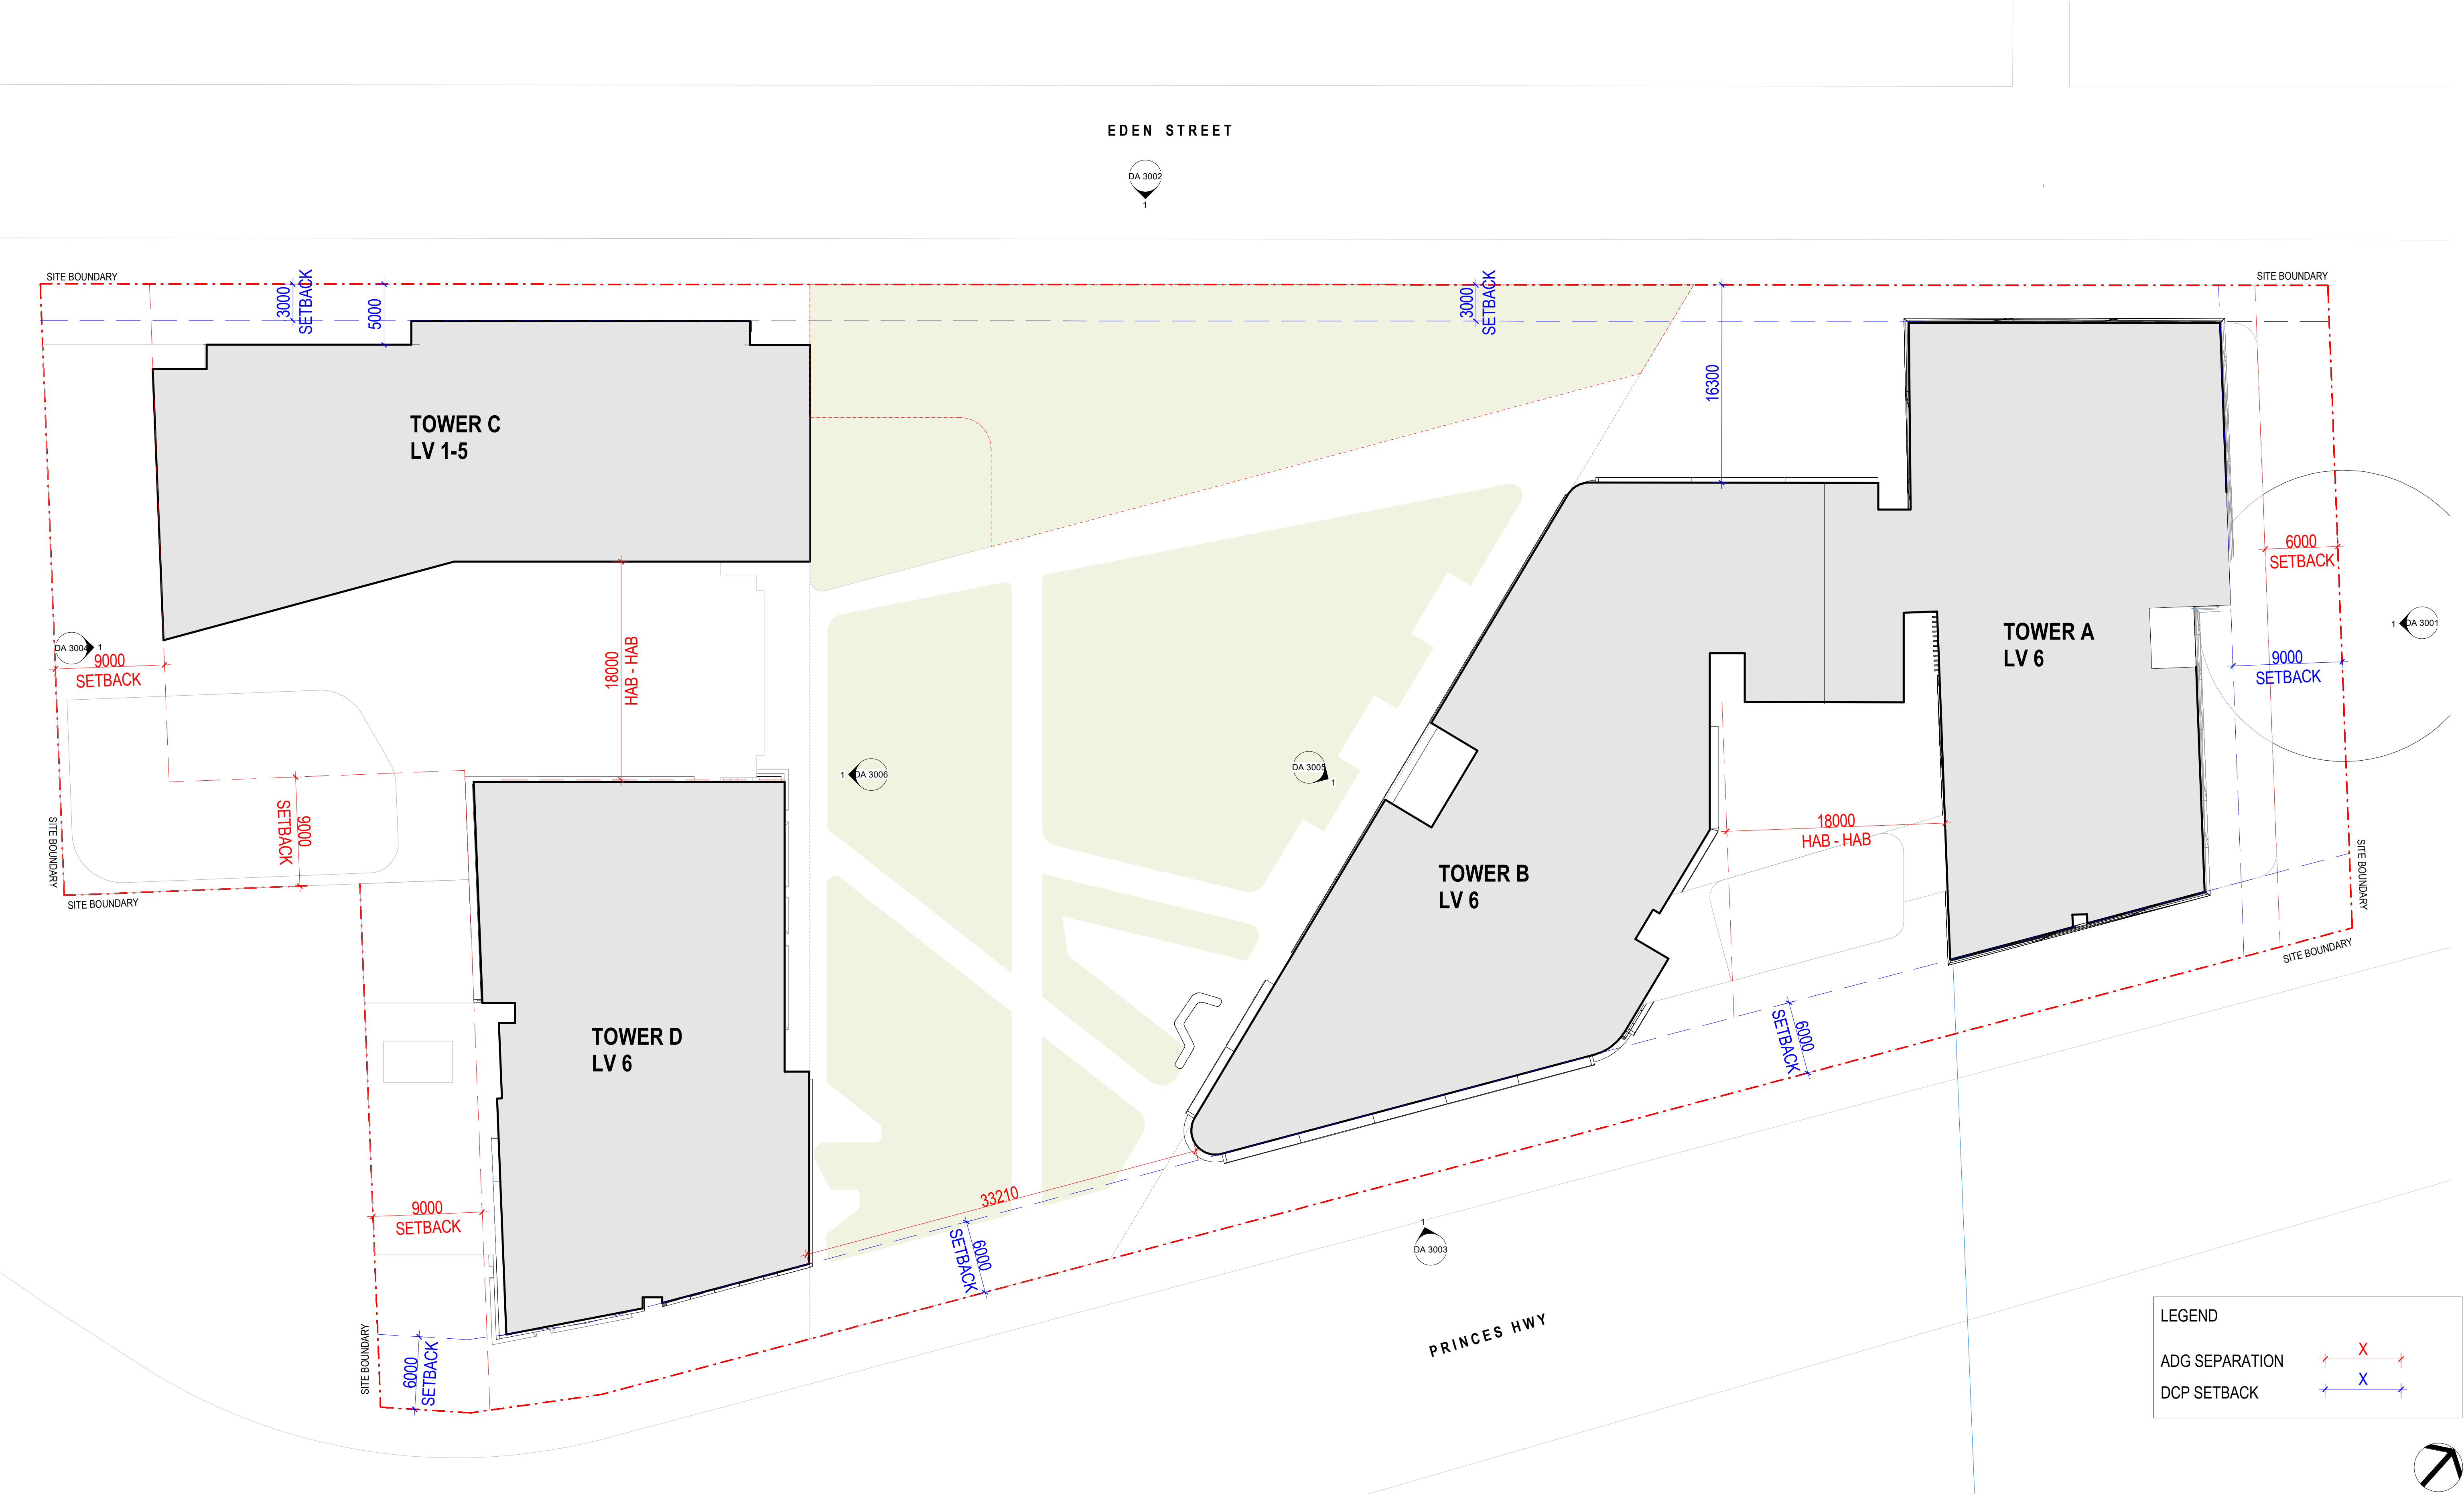 EDEN STREET
DA 3002
1
SITE BOUNDARY
SITE BOUNDARY
3000
SETBACK
5000
3000
SETBACK
16300
TOWER C
LV 1-5
6000
SETBACK
DA 3004
1
9000
SETBACK
18000
HAB - HAB
TOWER A
LV 6
1
DA 3001
9000
SETBACK
1
DA 3006
DA 3005
1
9000
SETBACK
18000
HAB - HAB
SITE BOUNDARY
SITE BOUNDARY
TOWER B
LV 6
SITE BOUNDARY
SITE BOUNDARY
TOWER D
LV 6
6000
SETBACK
9000
SETBACK
33210
6000
SETBACK
1
DA 3003
SITE BOUNDARY
6000
SETBACK
PRINCES HWY
LEGEND
ADG SEPARATION
X
DCP SETBACK
X